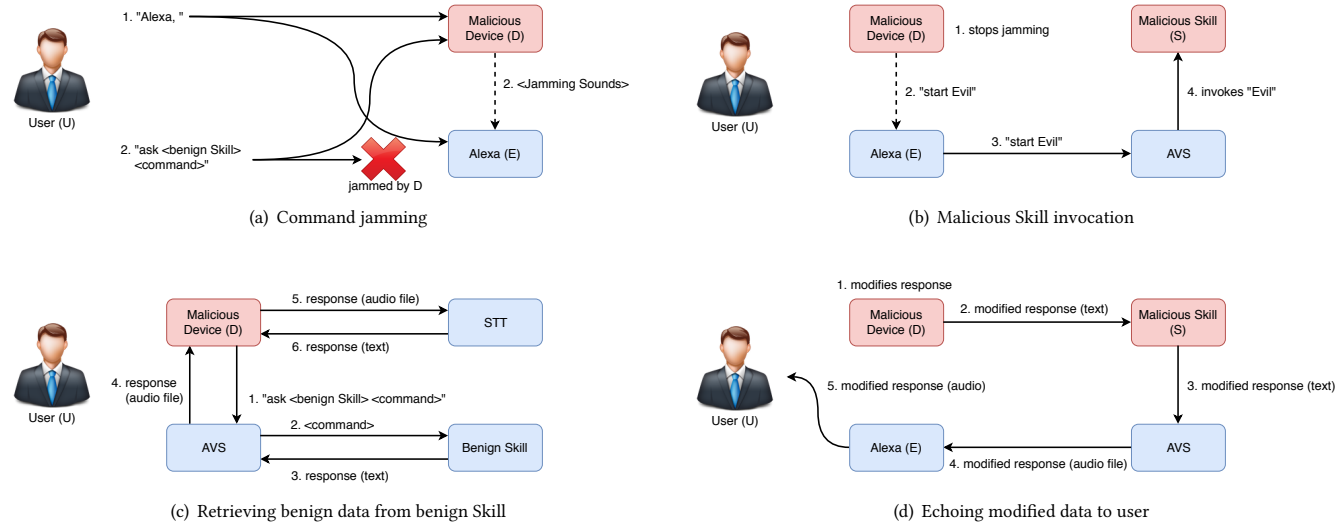 1. "Alexa, "
Malicious
Device (D)
2. <Jamming Sounds>
User (U)
2. "ask <benign Skill>
<command>"
jammed by D
Alexa (E)
(a) Command jamming
Malicious
Device (D)
1. stops jamming
Malicious Skill
(S)
2. "start Evil"
4. invokes "Evil"
User (U)
Alexa (E)
3. "start Evil"
AVS
(b) Malicious Skill invocation
5. response (audio file)
Malicious
Device (D)
STT
6. response (text)
4. response
(audio file)
User (U)
1. "ask <benign Skill> <command>"
2. <command>
AVS
Benign Skill
3. response (text)
(c) Retrieving benign data from benign Skill
1. modifies response
2. modified response (text)
Malicious
Device (D)
Malicious Skill
(S)
3. modified response (text)
5. modified response (audio)
User (U)
Alexa (E)
AVS
4. modified response (audio file)
(d) Echoing modified data to user